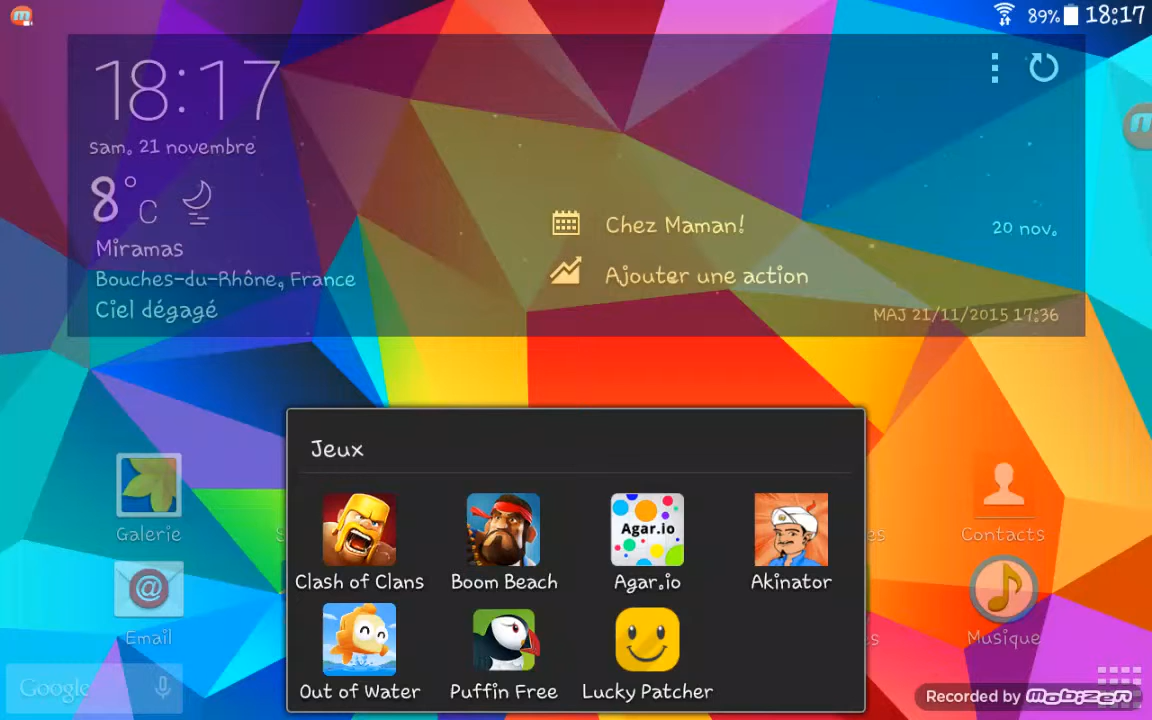 89% 18:17
18:17
sam. 21 novembre
8°C
Miramas
Bouches-du-Rhône, France
Ciel dégagé
Chez Maman!
20 nov.
Ajouter une action
MAJ 21/11/2015 17:36
Jeux
Galerie
Contacts
Agar.io
Clash of Clans
Boom Beach
Agar.io
Akinator
es
Email
Musique
s
Out of Water
Puffin Free
Lucky Patcher
Google
Recorded by mobizen